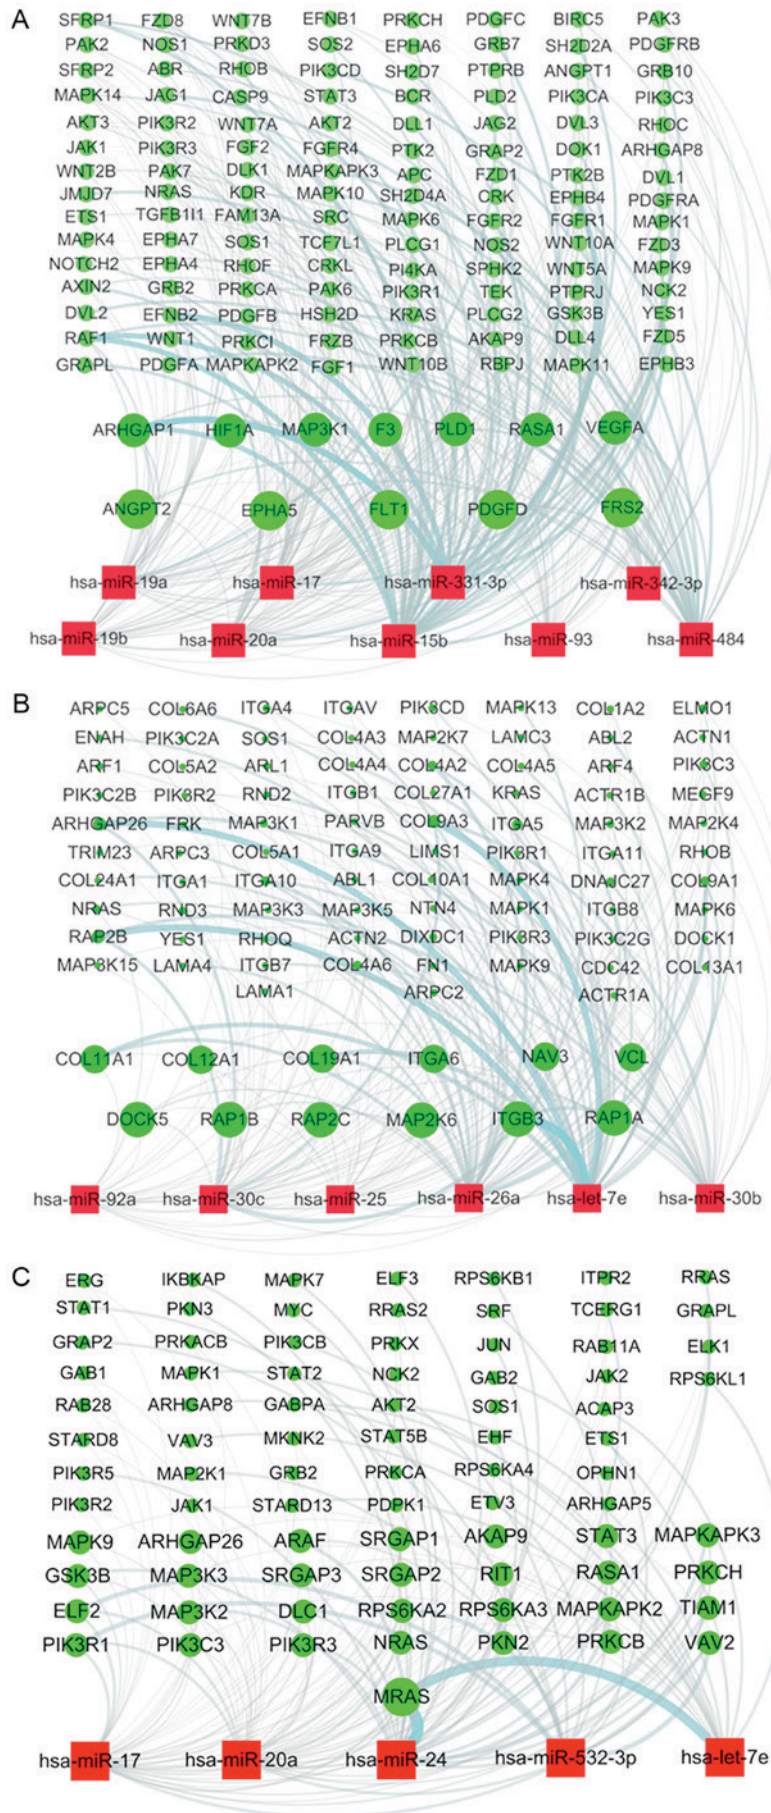 A
SFRP1 FZD8 WNT7B EFNB1 PRKCH PDGFC BIRC5 PAK3
PAK2 NOS1 PRKD3 SOS2 EPHA6 GRB7 SH2D2A PDGFRB
SFRP2 ABR RHOB PIK3CD SH2D7 PTPRB ANGPT1 GRB10
MAPK14 JAG1 CASP9 STAT3 BCR PLD2 PIK3CA PIK3C3
AKT3 PIK3R2 WNT7A AKT2 DLL1 JAG2 DVL3 RHOC
JAK1 PIK3R3 FGF2 FGFR4 PTK2 GRAP2 DOK1 ARHGAP8
WNT2B PAK7 DLK1 MAPKAPK3 APC FZD1 PTK2B DVL1
JMJD7 NRAS KDR MAPK10 SH2D4A CRK EPHB4 PDGFRA
ETS1 TGFB1I1 FAM13A SRC MAPK6 FGFR2 FGFR1 MAPK1
MAPK4 EPHA7 SOS1 TCF7L1 PLCG1 NOS2 WNT10A FZD3
NOTCH2 EPHA4 RHOF CRKL PI4KA SPHK2 WNT5A MAPK9
AXIN2 GRB2 PRKCA PAK6 PIK3R1 TEK PTPRJ NCK2
DVL2 EFNB2 PDGFB HSH2D KRAS PLCG2 GSK3B YES1
RAF1 WNT1 PRKCI FRZB PRKCB AKAP9 DLL4 FZD5
GRAPL PDGFA MAPKAPK2 FGF1 WNT10B RBPJ MAPK11 EPHB3
ARHGAP1 HIF1A MAP3K1 F3 PLD1 RASA1 VEGFA
ANGPT2 EPHA5 FLT1 PDGFD FRS2
hsa-miR-19a hsa-miR-17 hsa-miR-331-3p hsa-miR-342-3p
hsa-miR-19b hsa-miR-20a hsa-miR-15b hsa-miR-93 hsa-miR-484
B
ARPC5 COL6A6 ITGA4 ITGAV PIK3CD MAPK13 COL1A2 ELMO1
ENAH PIK3C2A SOS1 COL4A3 MAP2K7 LAMC3 ABL2 ACTN1
ARF1 COL5A2 ARL1 COL4A4 COL4A2 COL4A5 ARF4 PIK3C3
PIK3C2B PIK3R2 RND2 ITGB1 COL27A1 KRAS ACTR1B MEGF9
ARHGAP26 FRK MAP3K1 PARVB COL9A3 ITGA5 MAP3K2 MAP2K4
TRIM23 ARPC3 COL5A1 ITGA9 LIMS1 PIK3R1 ITGA11 RHOB
COL24A1 ITGA1 ITGA10 ABL1 COL10A1 MAPK4 DNAJC27 COL9A1
NRAS RND3 MAP3K3 MAP3K5 NTN4 MAPK1 ITGB8 MAPK6
RAP2B YES1 RHOQ ACTN2 DIXDC1 PIK3R3 PIK3C2G DOCK1
MAP3K15 LAMA4 ITGB7 COL4A6 FN1 MAPK9 CDC42 COL13A1
LAMA1 ARPC2 ACTR1A
COL11A1 COL12A1 COL19A1 ITGA6 NAV3 VCL
DOCK5 RAP1B RAP2C MAP2K6 ITGB3 RAP1A
hsa-miR-92a hsa-miR-30c hsa-miR-25 hsa-miR-26a hsa-let-7e hsa-miR-30b
C
ERG IKBKAP MAPK7 ELF3 RPS6KB1 ITPR2 RRAS
STAT1 PKN3 MYC RRAS2 SRF TCERG1 GRAPL
GRAP2 PRKACB PIK3CB PRKX JUN RAB11A ELK1
GAB1 MAPK1 STAT2 NCK2 GAB2 JAK2 RPS6KL1
RAB28 ARHGAP8 GABPA AKT2 SOS1 ACAP3
STARD8 VAV3 MKNK2 STAT5B EHF ETS1
PIK3R5 MAP2K1 GRB2 PRKCA RPS6KA4 OPHN1
PIK3R2 JAK1 STARD13 PDPK1 ETV3 ARHGAP5
MAPK9 ARHGAP26 ARAF SRGAP1 AKAP9 STAT3 MAPKAPK3
GSK3B MAP3K3 SRGAP3 SRGAP2 RIT1 RASA1 PRKCH
ELF2 MAP3K2 DLC1 RPS6KA2 RPS6KA3 MAPKAPK2 TIAM1
PIK3R1 PIK3C3 PIK3R3 NRAS PKN2 PRKCB VAV2
MRAS
hsa-miR-17 hsa-miR-20a hsa-miR-24 hsa-miR-532-3p hsa-let-7e